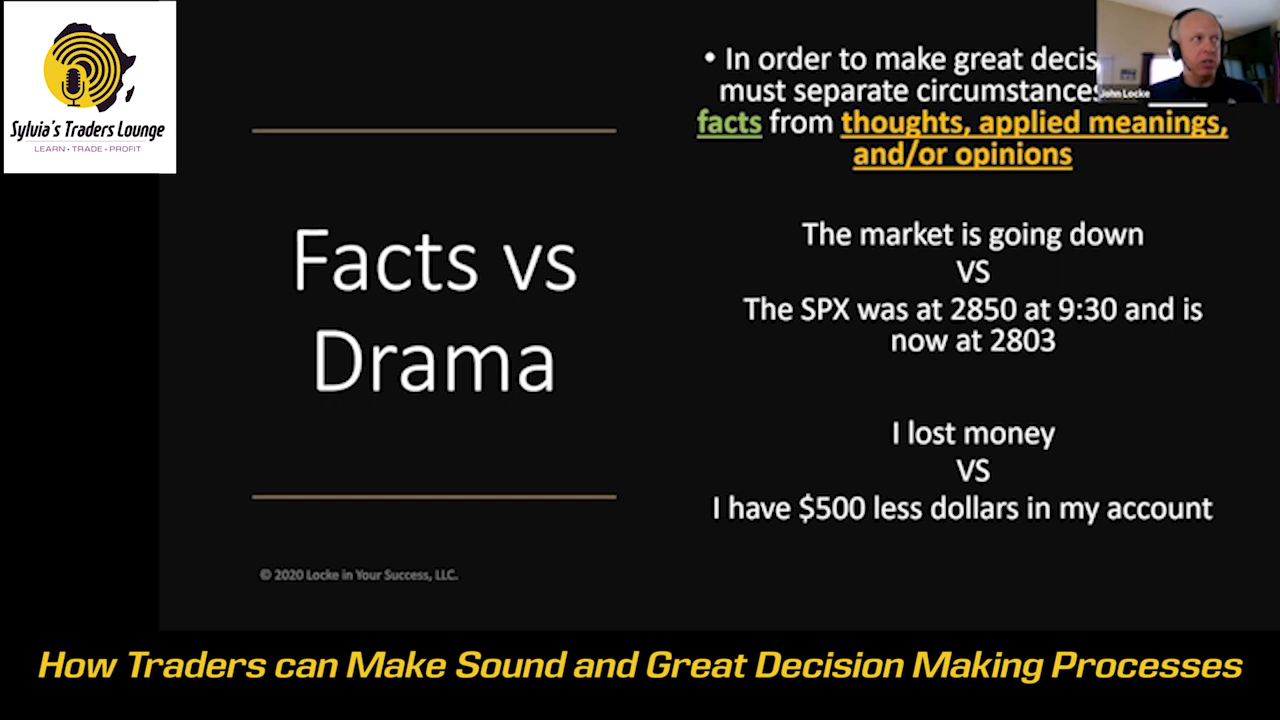 Sylvia's Traders Lounge
LEARN • TRADE • PROFIT
Facts vs
Drama
© 2020 Locke in Your Success, LLC.
• In order to make great
must separate circumstances
facts from thoughts, applied meanings,
and/or opinions
The market is going down
VS
The SPX was at 2850 at 9:30 and is
now at 2803
I lost money
VS
I have $500 less dollars in my account
John Locke
How Traders can Make Sound and Great Decision Making Processes